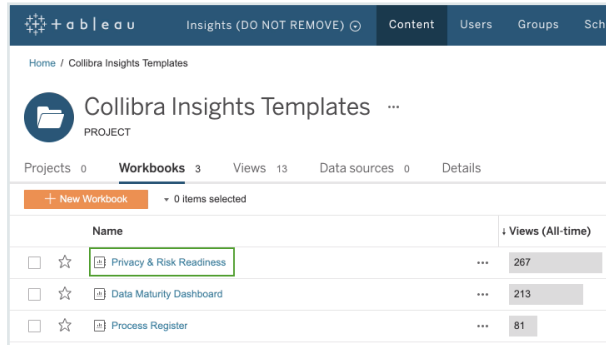 + a b | e a u Insights (DO NOT REMOVE) Content Users Groups Sch
Home / Collibra Insights Templates
Collibra Insights Templates ...
PROJECT
Projects 0 Workbooks 3 Views 13 Data sources 0 Details
+ New Workbook 0 items selected
Name ↓ Views (All-time)
Privacy & Risk Readiness ... 267
Data Maturity Dashboard ... 213
Process Register ... 81